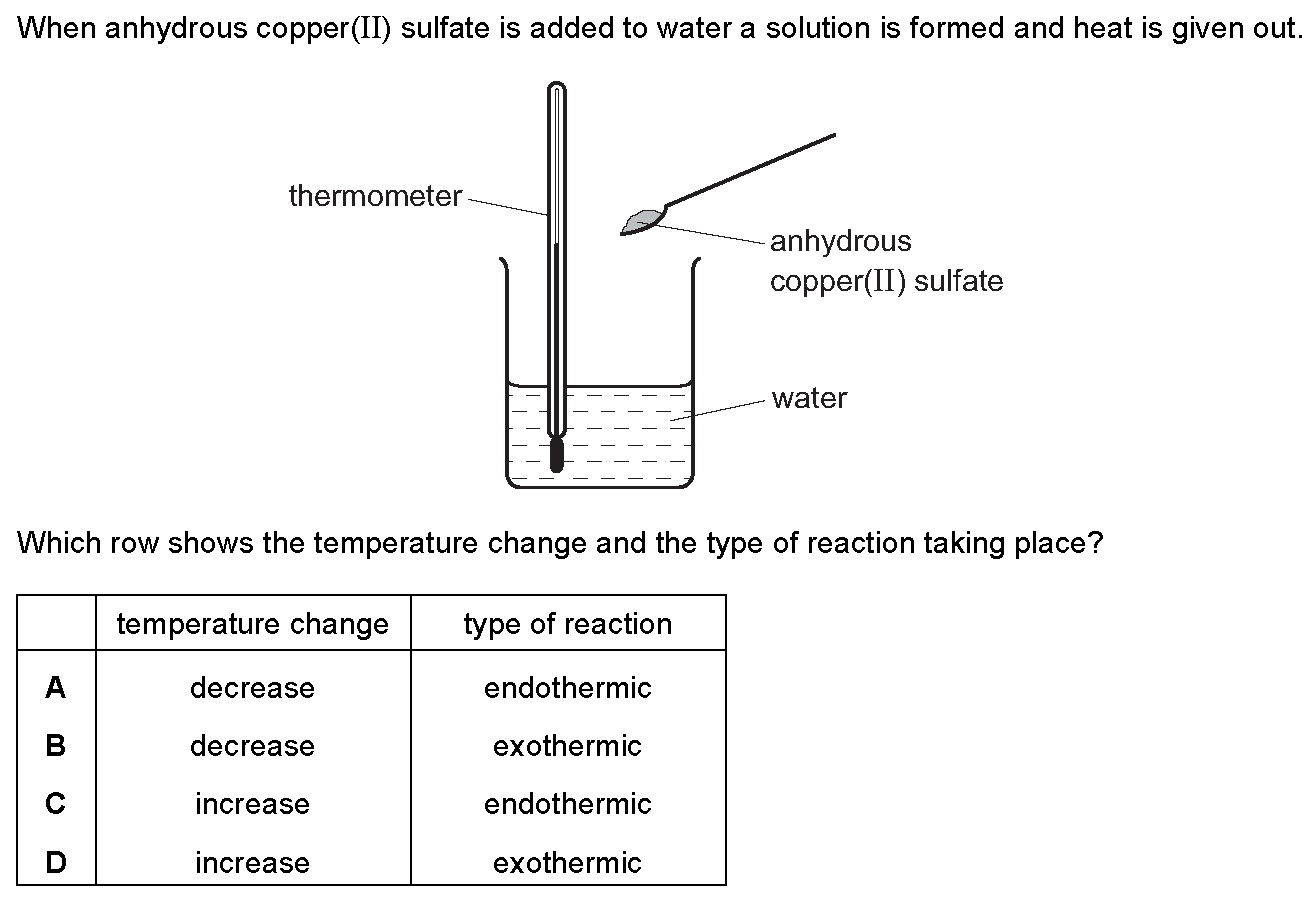 When anhydrous copper(II) sulfate is added to water a solution is formed and heat is given out.
thermometer
anhydrous
copper(II) sulfate
water
Which row shows the temperature change and the type of reaction taking place?
temperature change type of reaction
A decrease endothermic
B decrease exothermic
C increase endothermic
D increase exothermic